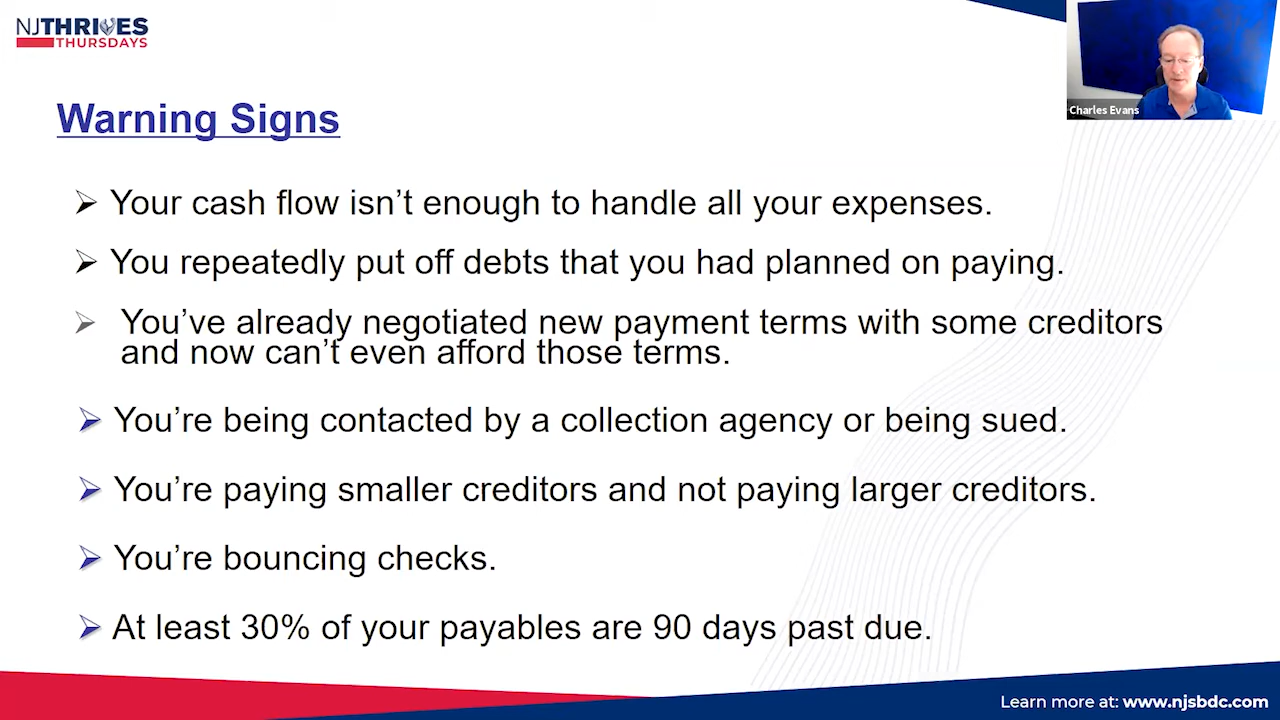 NJTHRIVES
THURSDAYS
Charles Evans
Warning Signs
Your cash flow isn’t enough to handle all your expenses.
You repeatedly put off debts that you had planned on paying.
You’ve already negotiated new payment terms with some creditors
and now can’t even afford those terms.
You’re being contacted by a collection agency or being sued.
You’re paying smaller creditors and not paying larger creditors.
You’re bouncing checks.
At least 30% of your payables are 90 days past due.
Learn more at: www.njsbdc.com